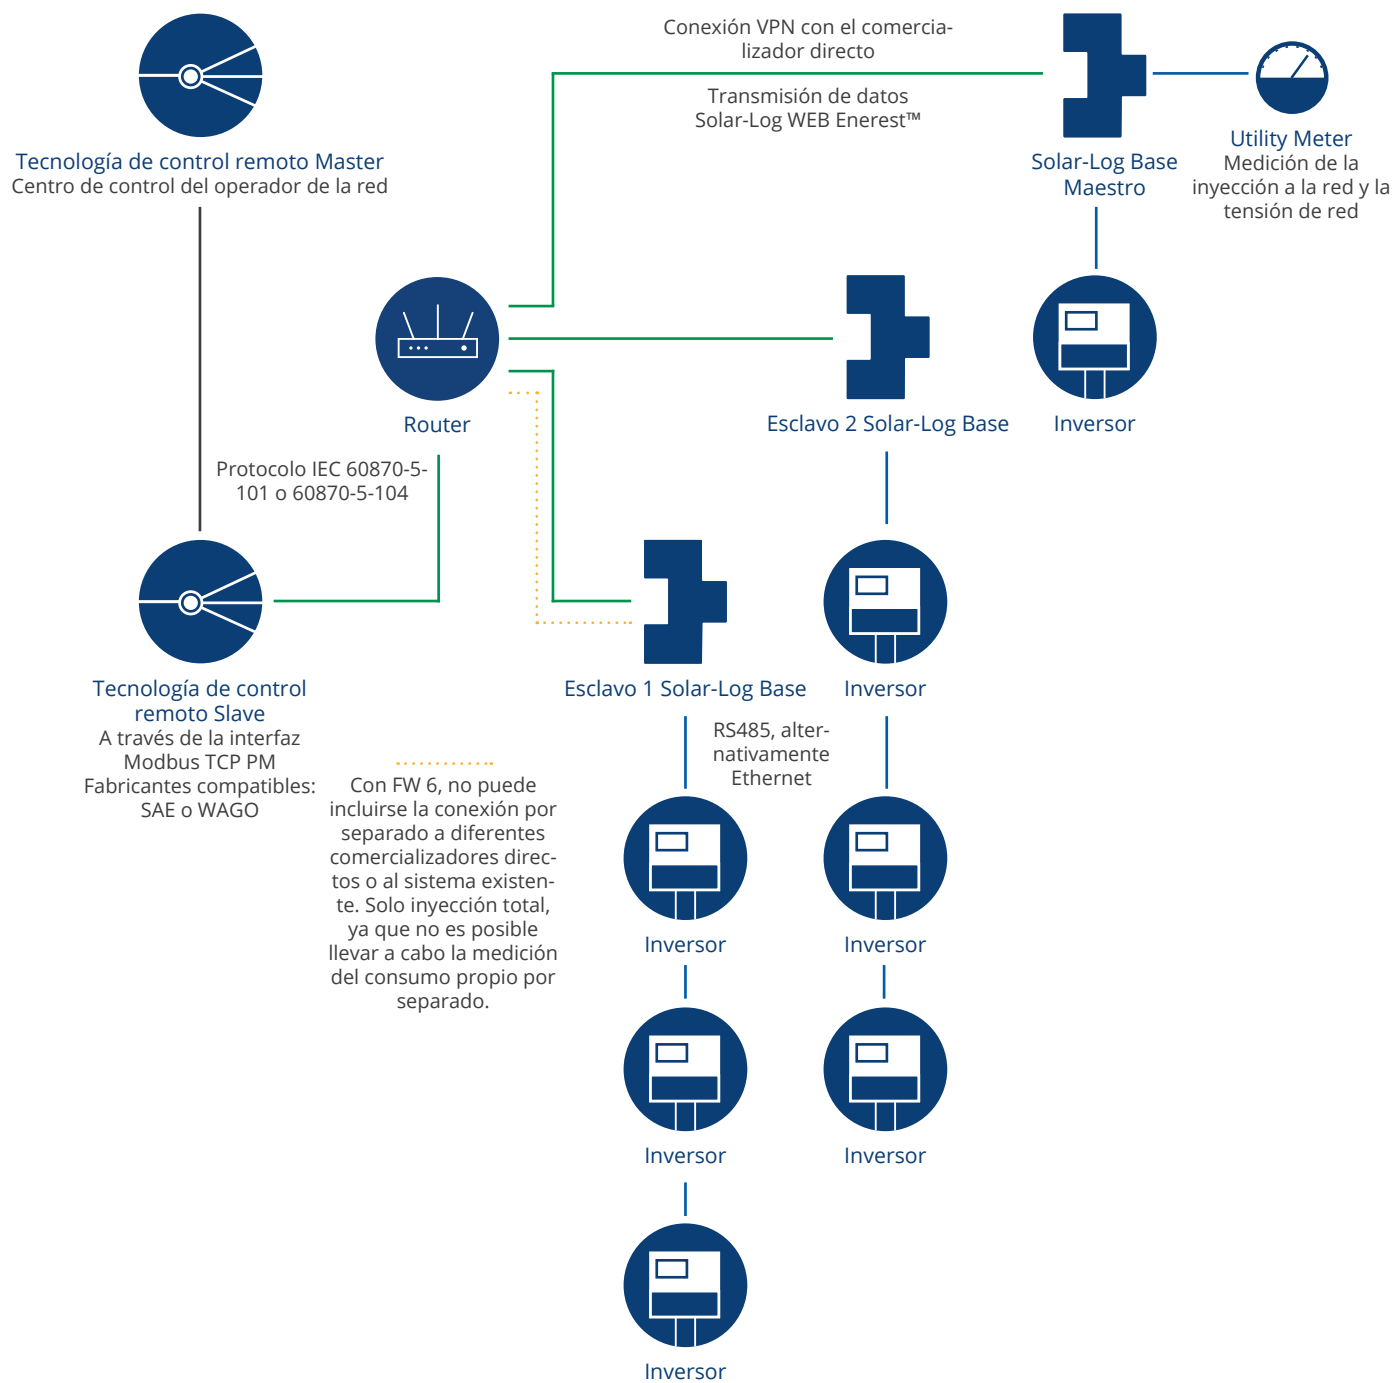 Conexión VPN con el comercia-
lizador directo
Transmisión de datos
Solar-Log WEB Enerest™
Tecnología de control remoto Master
Centro de control del operador de la red
Solar-Log Base
Maestro
Utility Meter
Medición de la
inyección a la red y la
tensión de red
Router
Esclavo 2 Solar-Log Base
Inversor
Protocolo IEC 60870-5-
101 o 60870-5-104
Tecnología de control
remoto Slave
A través de la interfaz
Modbus TCP PM
Fabricantes compatibles:
SAE o WAGO
Esclavo 1 Solar-Log Base
Inversor
RS485, alter-
nativamente
Ethernet
Con FW 6, no puede
incluirse la conexión por
separado a diferentes
comercializadores direc-
tos o al sistema existen-
te. Solo inyección total,
ya que no es posible
llevar a cabo la medición
del consumo propio por
separado.
Inversor
Inversor
Inversor
Inversor
Inversor